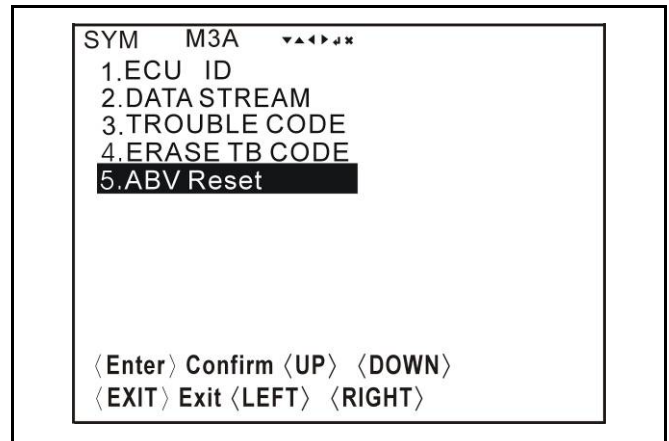 SYM M3A ▼▲◀▶↲✖
1.ECU ID
2.DATA STREAM
3.TROUBLE CODE
4.ERASE TB CODE
5.ABV Reset
〈Enter〉 Confirm 〈UP〉 〈DOWN〉
〈EXIT〉 Exit 〈LEFT〉 〈RIGHT〉